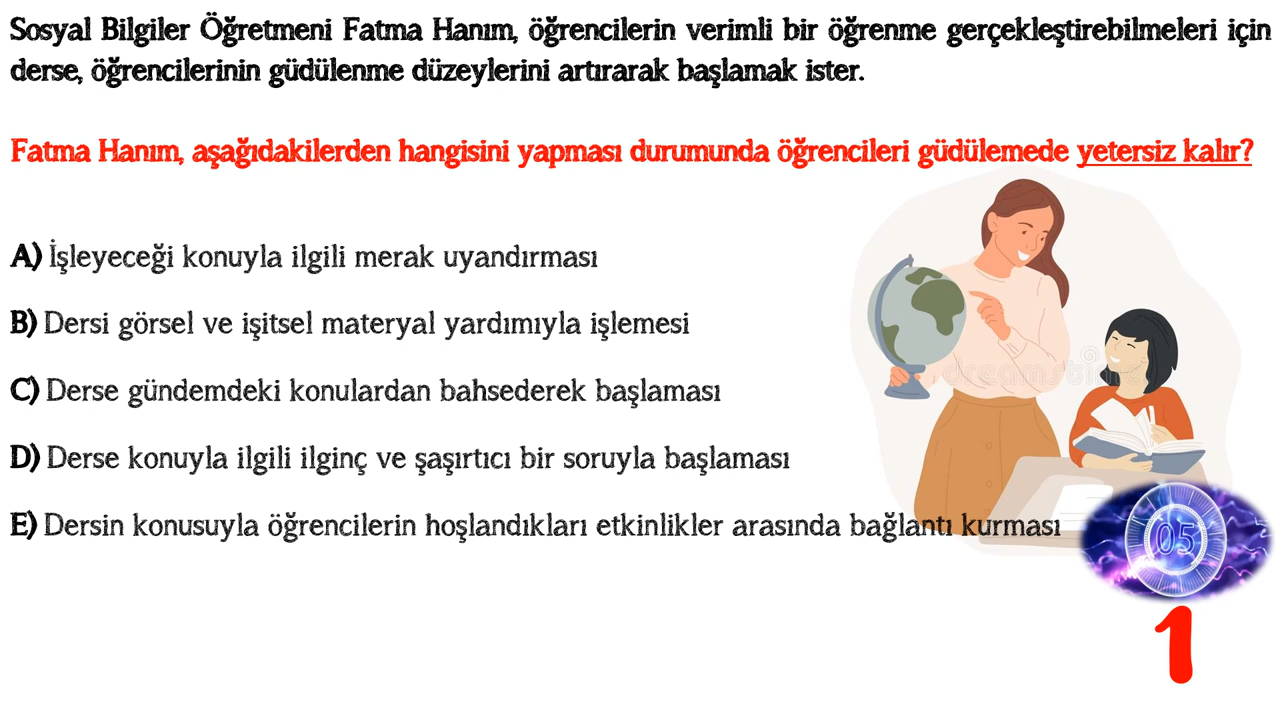 Sosyal Bilgiler Öğretmeni Fatma Hanım, öğrencilerin verimli bir öğrenme gerçekleştirebilmeleri için
derse, öğrencilerinin güdülenme düzeylerini artırarak başlamak ister.
Fatma Hanım, aşağıdakilerden hangisini yapması durumunda öğrencileri güdülemede yetersiz kalır?
A) İşleyeceği konuyla ilgili merak uyandırması
B) Dersi görsel ve işitsel materyal yardımıyla işlemesi
C) Derse gündemdeki konulardan bahsederek başlaması
dreamstime
D) Derse konuyla ilgili ilginç ve şaşırtıcı bir soruyla başlaması
E) Dersin konusuyla öğrencilerin hoşlandıkları etkinlikler arasında bağlantı kurması
05
1